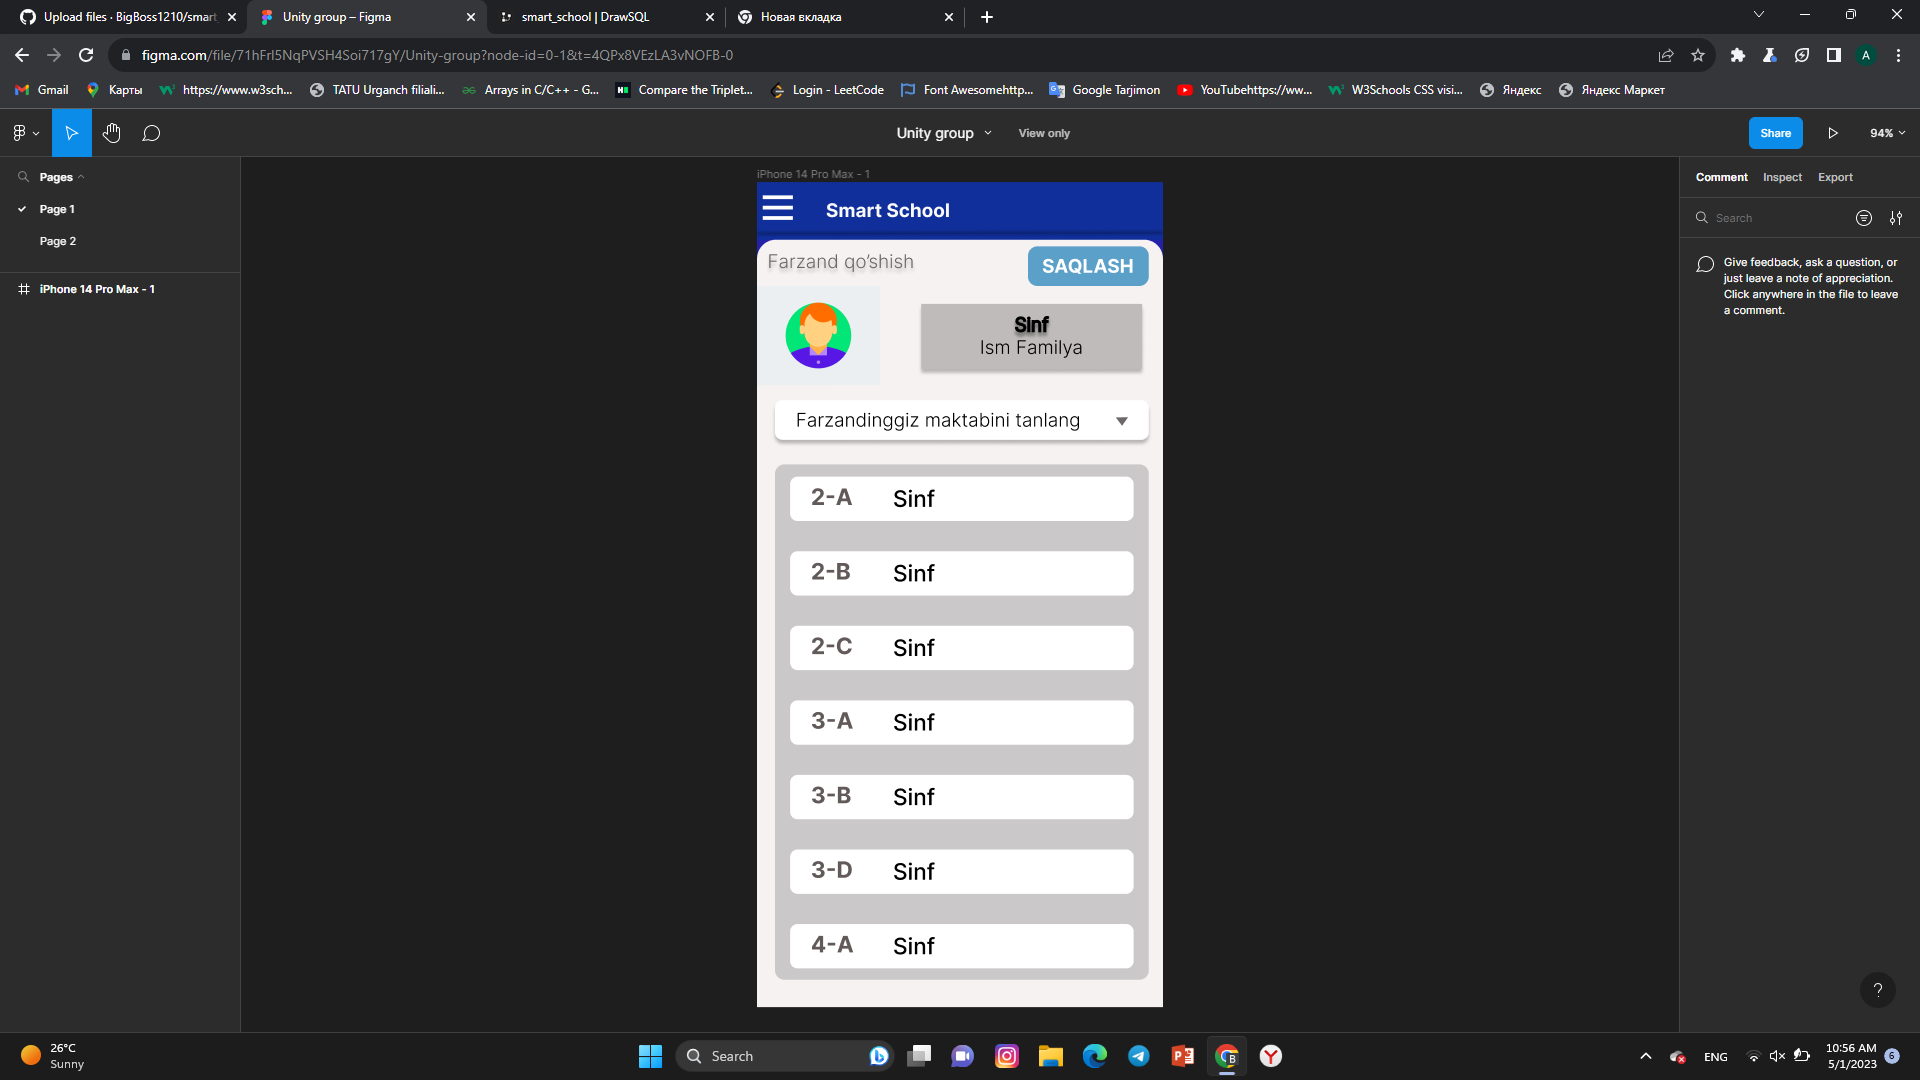 Upload files · BigBoss1210/smart_
Unity group – Figma
smart_school | DrawSQL
Новая вкладка
figma.com/file/71hFrI5NqPVSH4Soi717gY/Unity-group?node-id=0-1&t=4QPx8VEzLA3vNOFB-0
A
Gmail
Карты
https://www.w3sch...
TATU Urganch filiali...
Arrays in C/C++ - G...
Compare the Triplet...
Login - LeetCode
Font Awesomehttp...
Google Tarjimon
YouTubehttps://ww...
W3Schools CSS visi...
Яндекс
Яндекс Маркет
Unity group
View only
Share
94%
Pages
Page 1
Page 2
iPhone 14 Pro Max - 1
iPhone 14 Pro Max - 1
Smart School
Farzand qo’shish
SAQLASH
Sinf
Ism Familya
Farzandinggiz maktabini tanlang
2-A Sinf
2-B Sinf
2-C Sinf
3-A Sinf
3-B Sinf
3-D Sinf
4-A Sinf
Comment
Inspect
Export
Search
Give feedback, ask a question, or
just leave a note of appreciation.
Click anywhere in the file to leave
a comment.
?
26°C
Sunny
Search
ENG
10:56 AM
5/1/2023
6